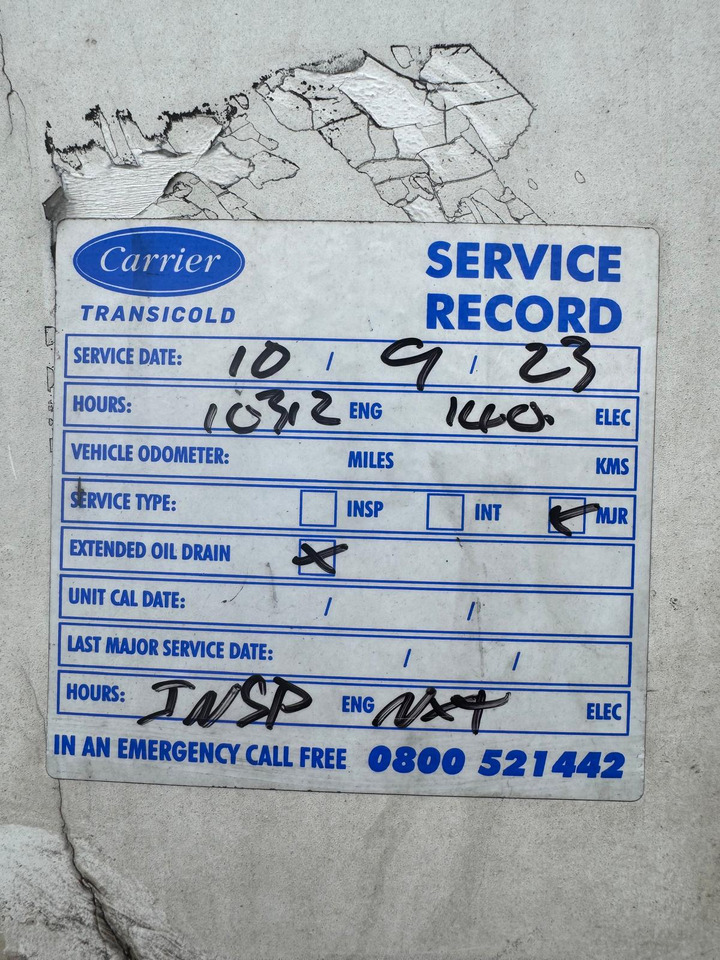 Carrier
TRANSICOLD
SERVICE
RECORD
SERVICE DATE: 10 / 9 / 23
HOURS: 10312 ENG 1440. ELEC
VEHICLE ODOMETER: MILES KMS
SERVICE TYPE: INSP INT MJR
EXTENDED OIL DRAIN X
UNIT CAL DATE: / /
LAST MAJOR SERVICE DATE: / /
HOURS: INSP ENG NXT ELEC
IN AN EMERGENCY CALL FREE 0800 521442